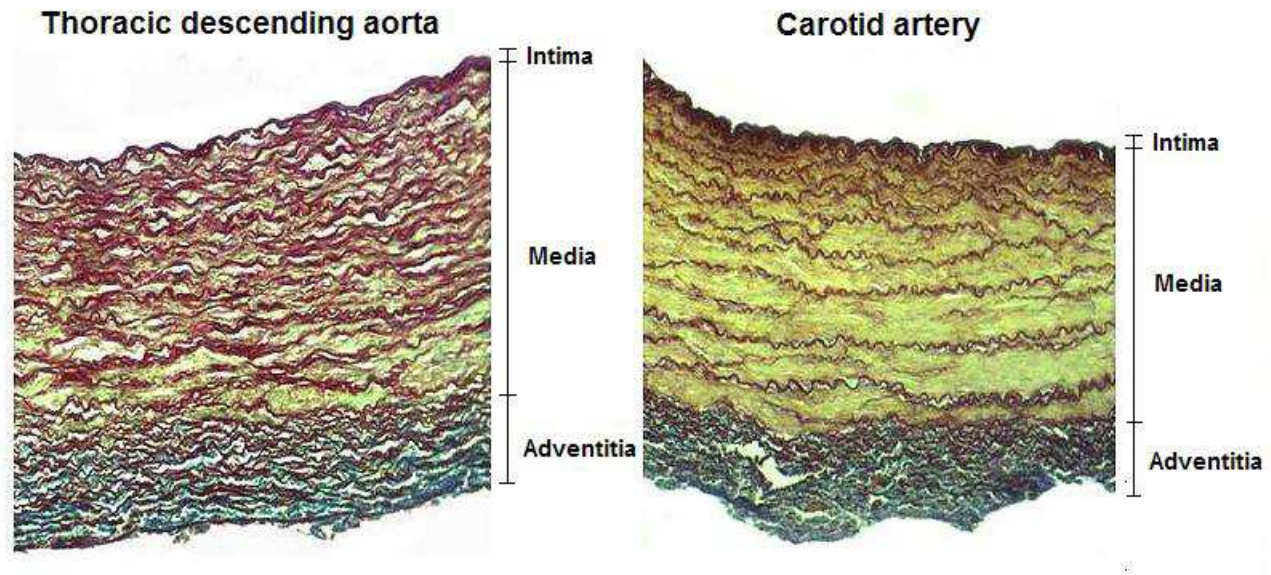 Thoracic descending aorta
Intima
Media
Adventitia
Carotid artery
Intima
Media
Adventitia